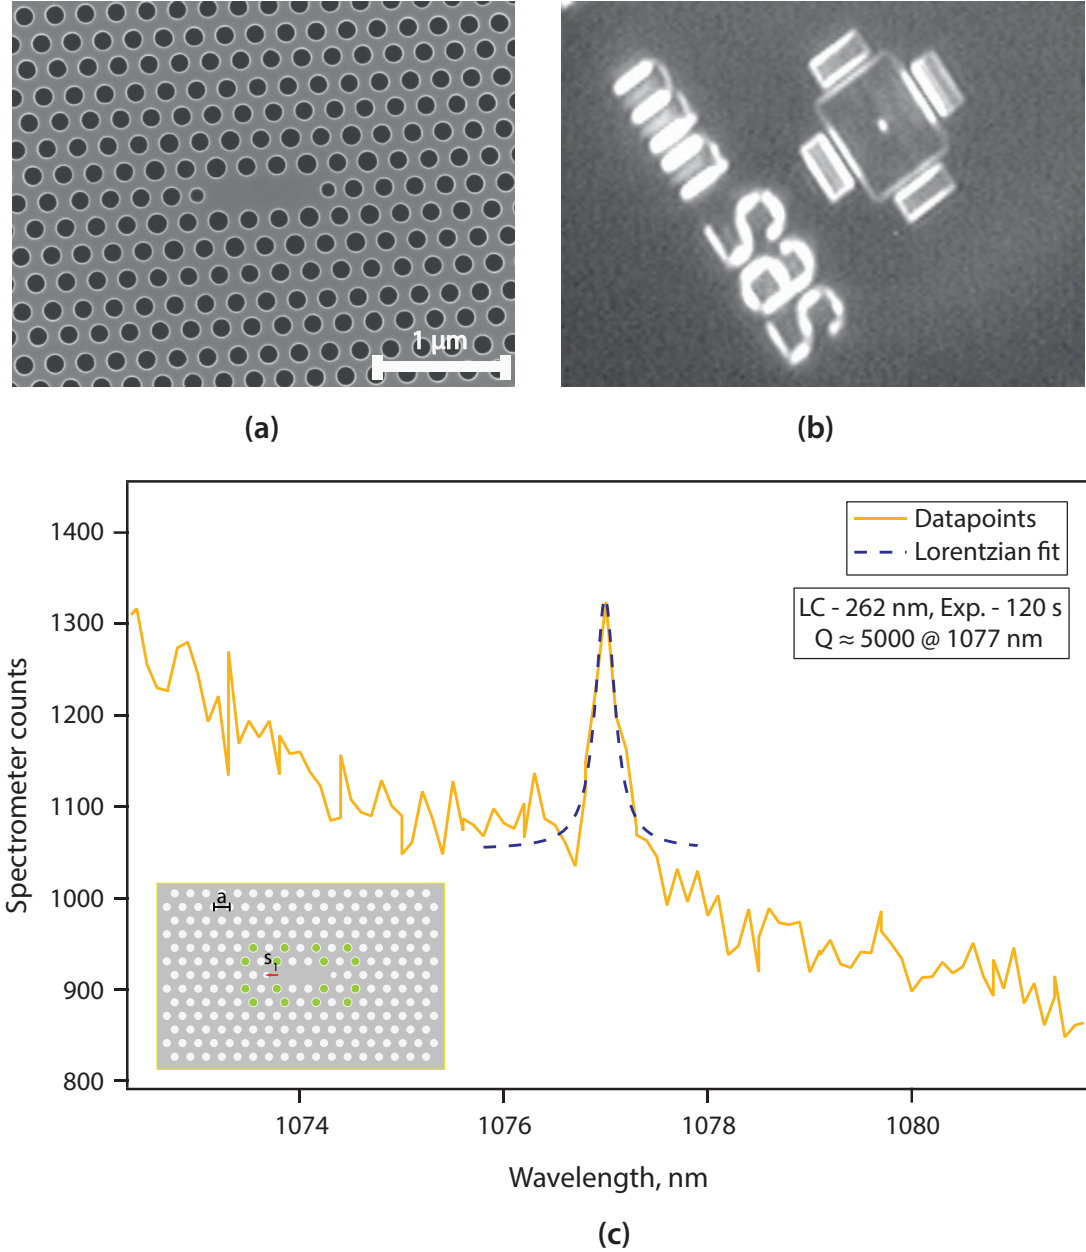 1 μm
(a)
(b)
1400
1300
1200
1100
1000
900
800
Spectrometer counts
Datapoints
Lorentzian fit
LC - 262 nm, Exp. - 120 s
Q ≈ 5000 @ 1077 nm
a
s₁
1074
1076
1078
1080
Wavelength, nm
(c)